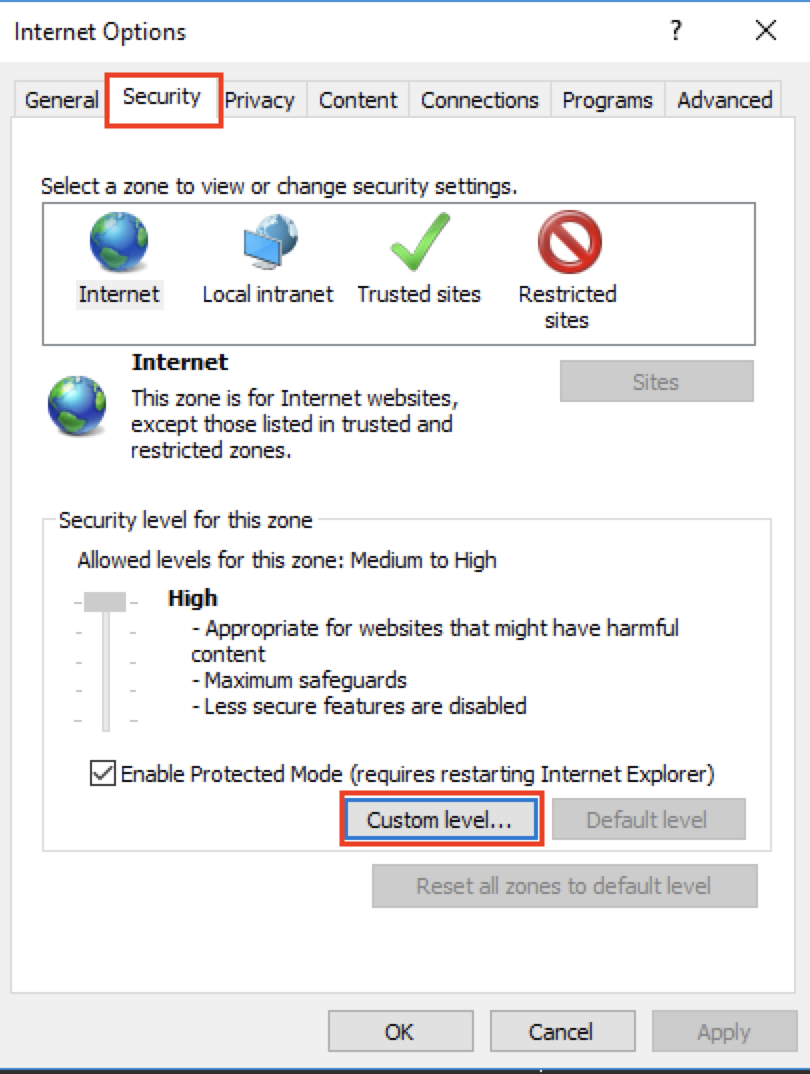 Internet Options
?
General Security Privacy Content Connections Programs Advanced
Select a zone to view or change security settings.
Internet Local intranet Trusted sites Restricted
sites
Internet
Sites
This zone is for Internet websites,
except those listed in trusted and
restricted zones.
Security level for this zone
Allowed levels for this zone: Medium to High
High
- Appropriate for websites that might have harmful
content
- Maximum safeguards
- Less secure features are disabled
Enable Protected Mode (requires restarting Internet Explorer)
Custom level... Default level
Reset all zones to default level
OK Cancel Apply